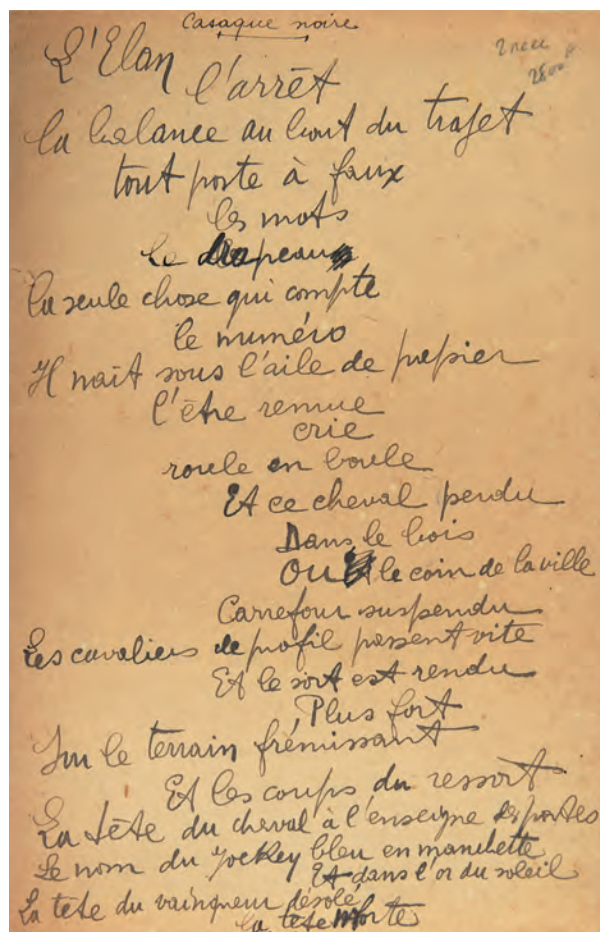 Casaque noire
L'Elan
l'arrêt
la balance au bout du trajet
tout porte à faux
les mots
le drapeau
la seule chose qui compte
le numéro
Il naît sous l'aile de papier
l'être remue
crie
roule en boule
Et ce cheval perdu
Dans le bois
Ou le coin de la ville
Carrefour suspendu
Les cavaliers de profil passent vite
Et le sort est rendu
Plus fort
Sur le terrain frémissant
Et les coups du ressort
La tête du cheval à l'enseigne des portes
Le nom du jockey bleu en manchette
Et dans l'or du soleil
La tete du vainqueur désolé
la tête morte